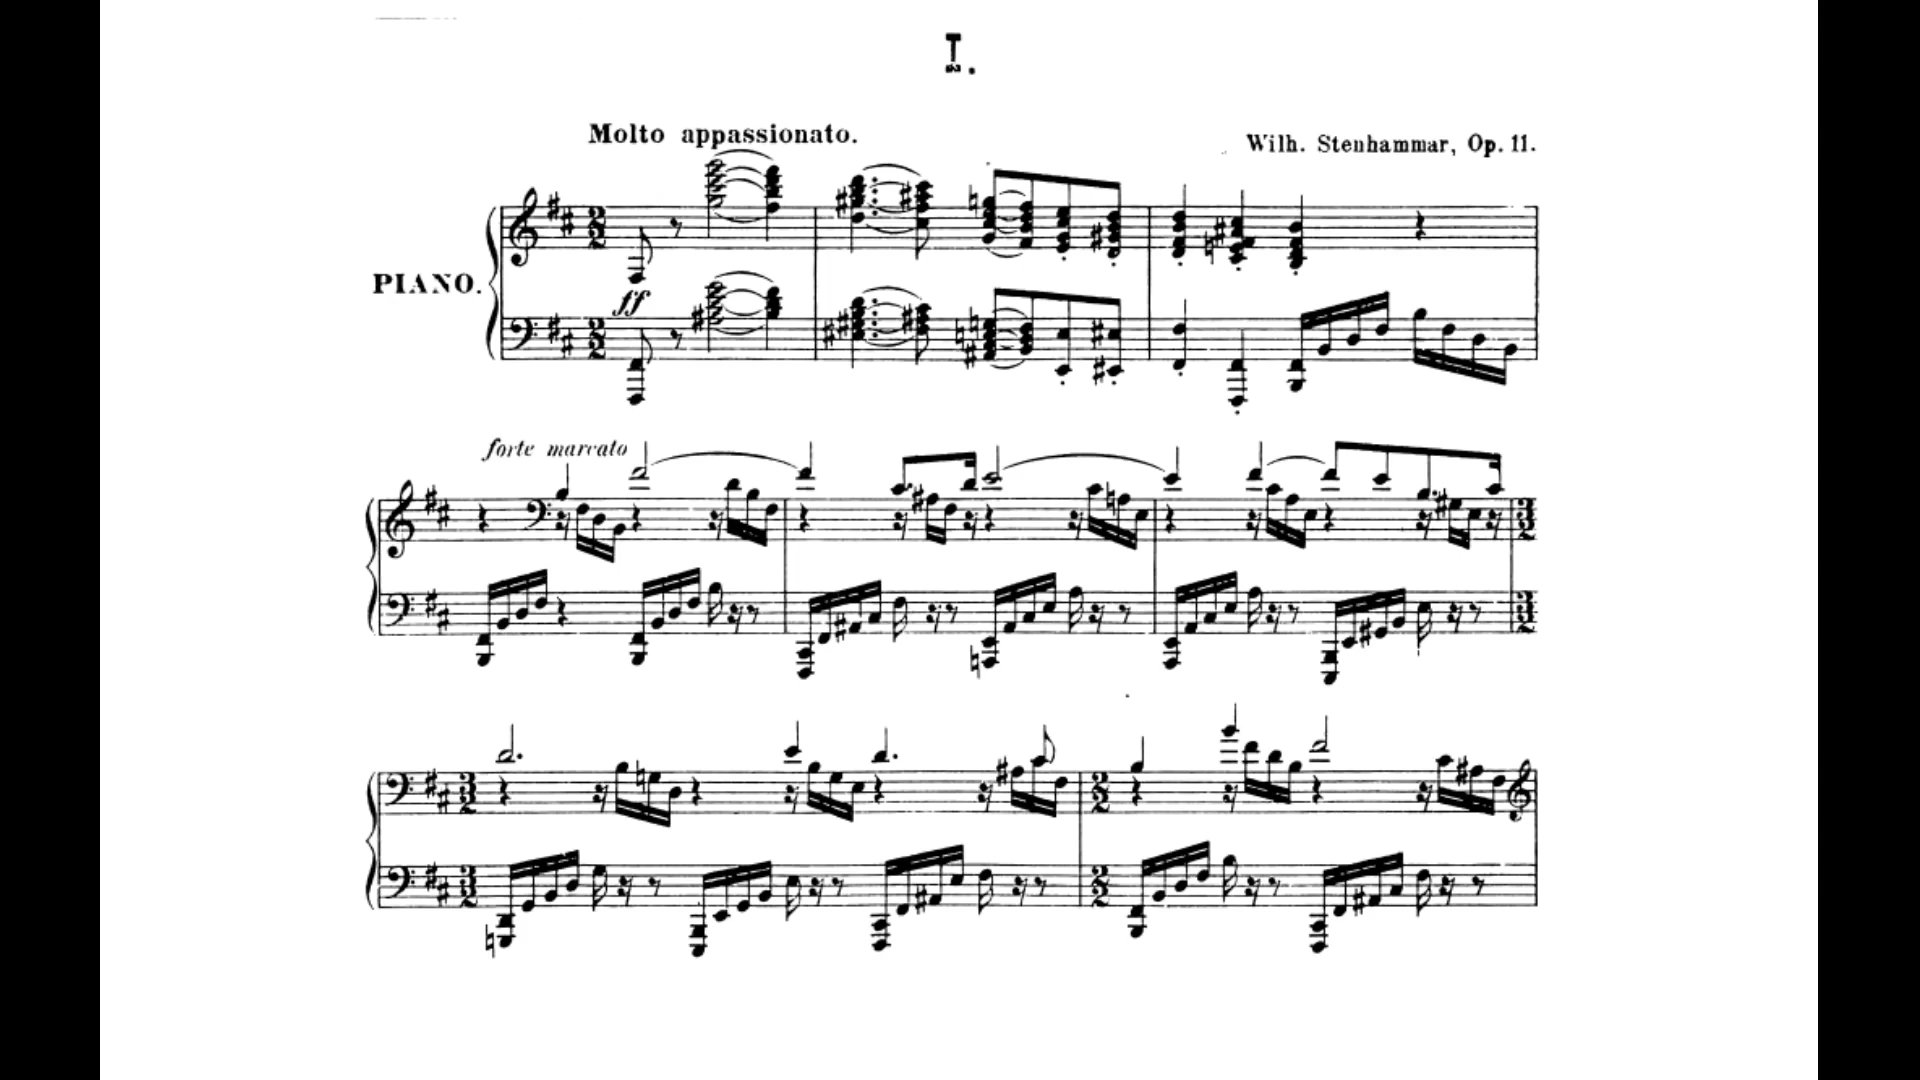 I.
Molto appassionato.
Wilh. Stenhammar, Op. 11.
PIANO.
ff
forte marcato